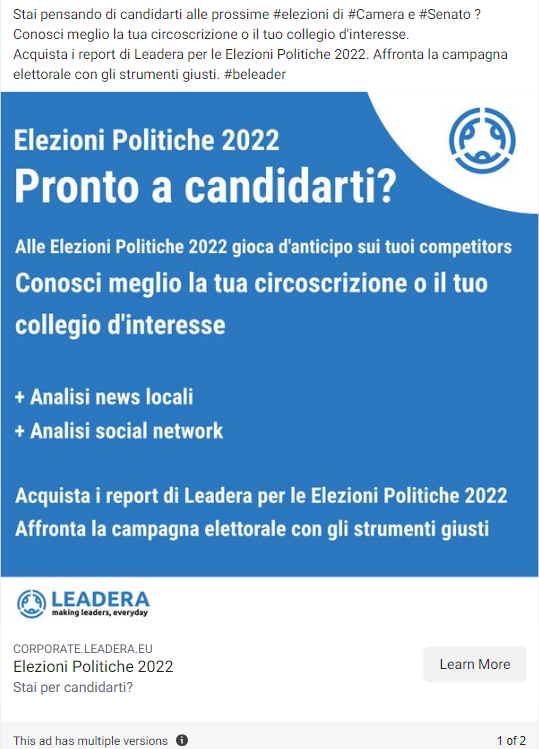 Stai pensando di candidarti alle prossime #elezioni di #Camera e #Senato ?
Conosci meglio la tua circoscrizione o il tuo collegio d'interesse.
Acquista i report di Leadera per le Elezioni Politiche 2022. Affronta la campagna
elettorale con gli strumenti giusti. #beleader
Elezioni Politiche 2022
Pronto a candidarti?
Alle Elezioni Politiche 2022 gioca d'anticipo sui tuoi competitors
Conosci meglio la tua circoscrizione o il tuo
collegio d'interesse
+ Analisi news locali
+ Analisi social network
Acquista i report di Leadera per le Elezioni Politiche 2022
Affronta la campagna elettorale con gli strumenti giusti
LEADERA
making leaders, everyday
CORPORATE.LEADERA.EU
Elezioni Politiche 2022
Stai per candidarti?
Learn More
This ad has multiple versions
1 of 2